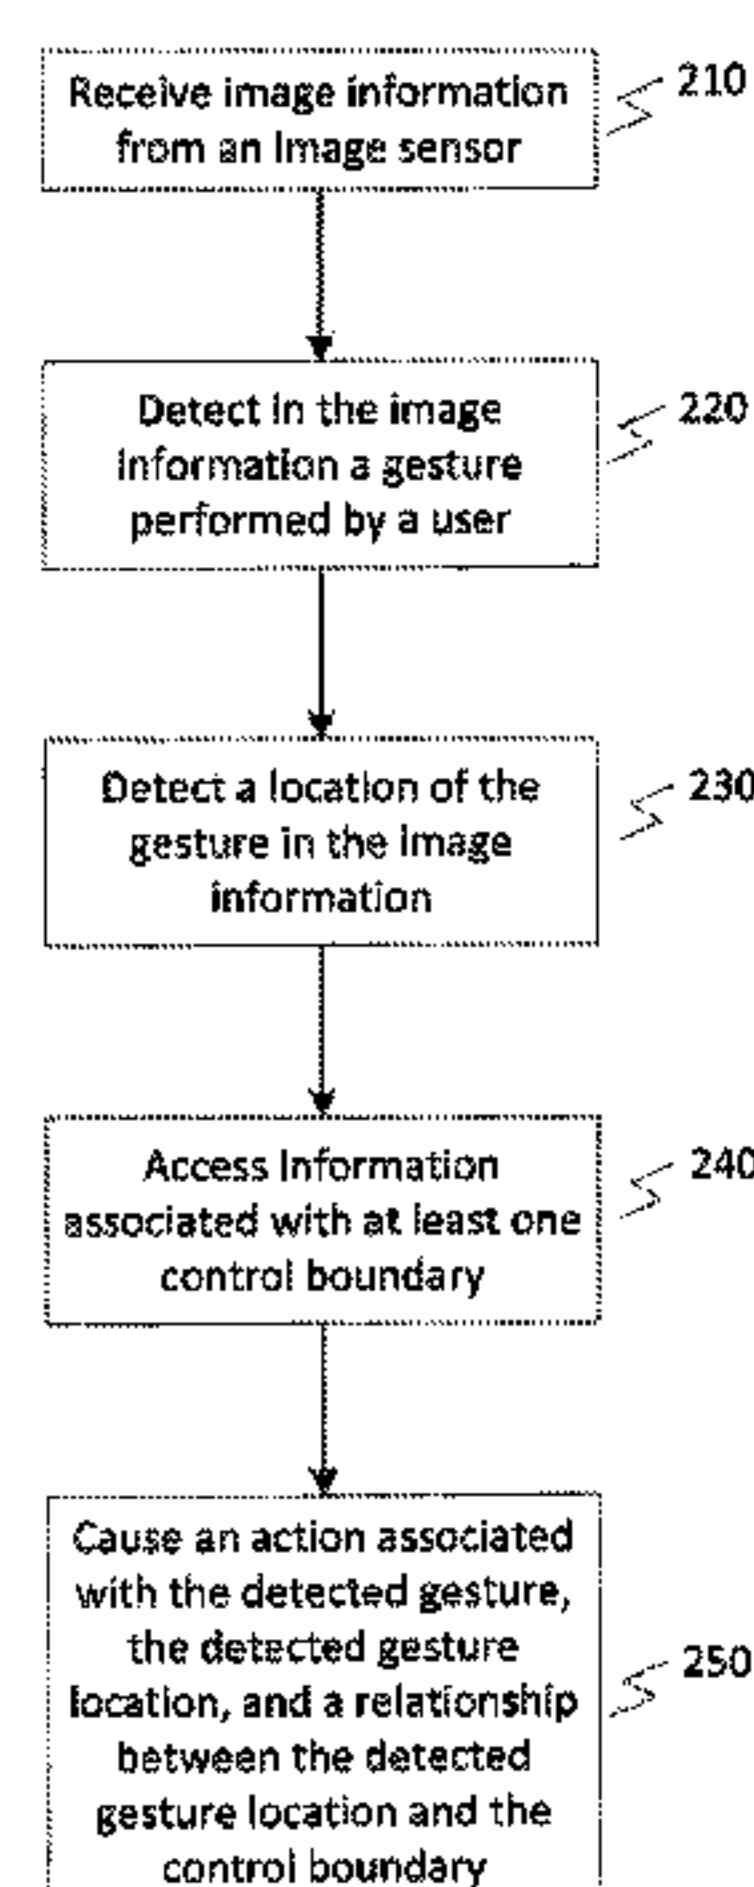 Receive image information
from an image sensor
210
Detect in the image
information a gesture
performed by a user
220
Detect a location of the
gesture in the image
information
230
Access information
associated with at least one
control boundary
240
Cause an action associated
with the detected gesture,
the detected gesture
location, and a relationship
between the detected
gesture location and the
control boundary
250